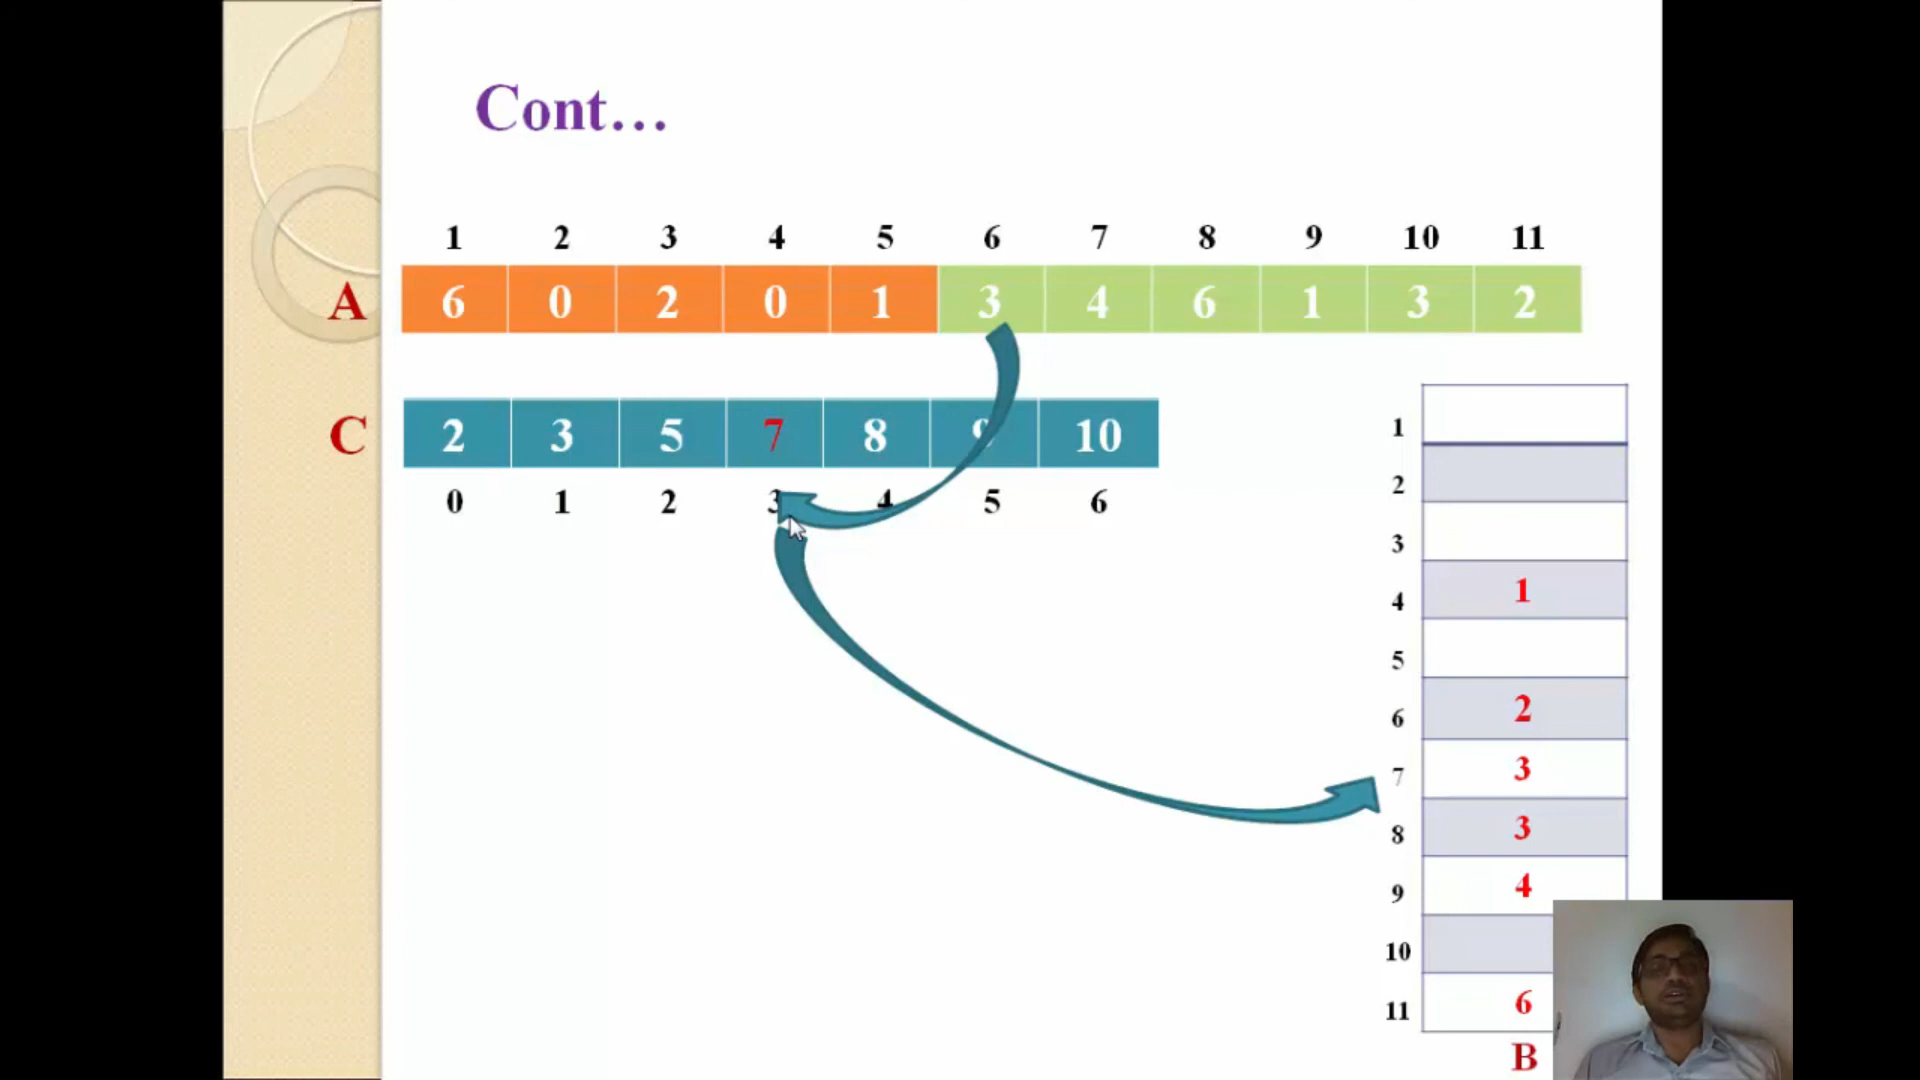 Cont...
1 2 3 4 5 6 7 8 9 10 11
A 6 0 2 0 1 3 4 6 1 3 2
C 2 3 5 7 8 9 10
0 1 2 3 4 5 6
1
2
3
4 1
5
6 2
7 3
8 3
9 4
10
11 6
B